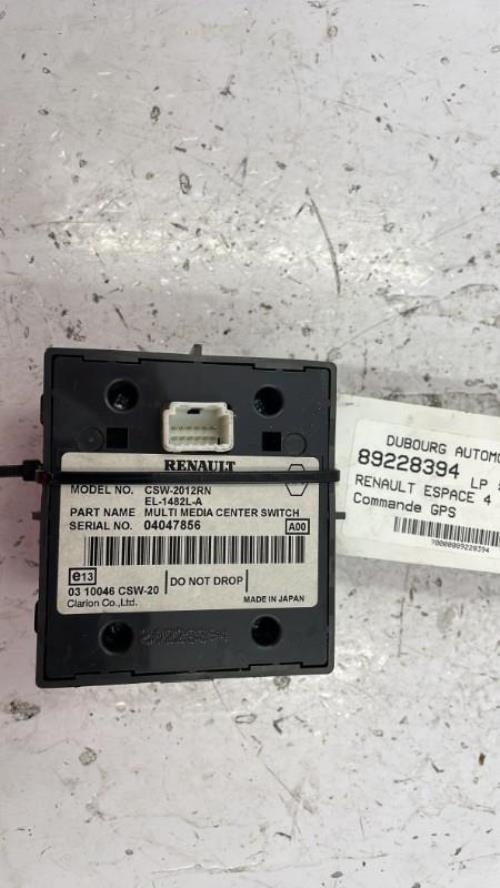 RENAULT
MODEL NO. CSW-2012RN
EL-1482L-A
PART NAME MULTI MEDIA CENTER SWITCH
SERIAL NO. 04047856
A00
e13
DO NOT DROP
03 10046 CSW-20
Clarion Co.,Ltd.
MADE IN JAPAN
89228394
DUBOURG AUTOMO
89228394 LP
RENAULT ESPACE 4
Commande GPS